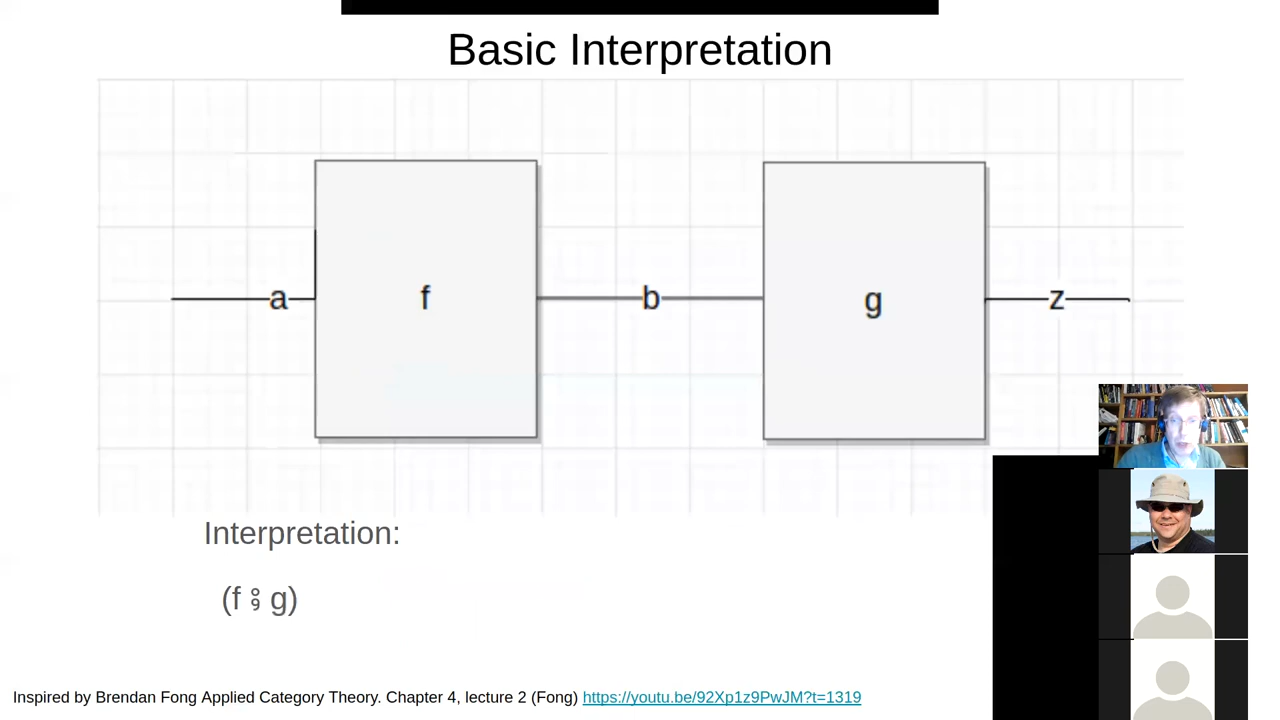 Basic Interpretation
a f b g z
Interpretation:
(f ⨟ g)
Inspired by Brendan Fong Applied Category Theory. Chapter 4, lecture 2 (Fong) https://youtu.be/92Xp1z9PwJM?t=1319